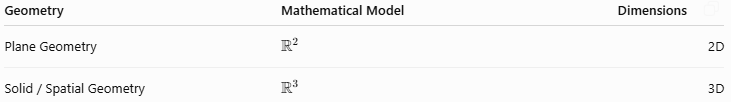 Geometry Mathematical Model Dimensions
Plane Geometry ℝ² 2D
Solid / Spatial Geometry ℝ³ 3D